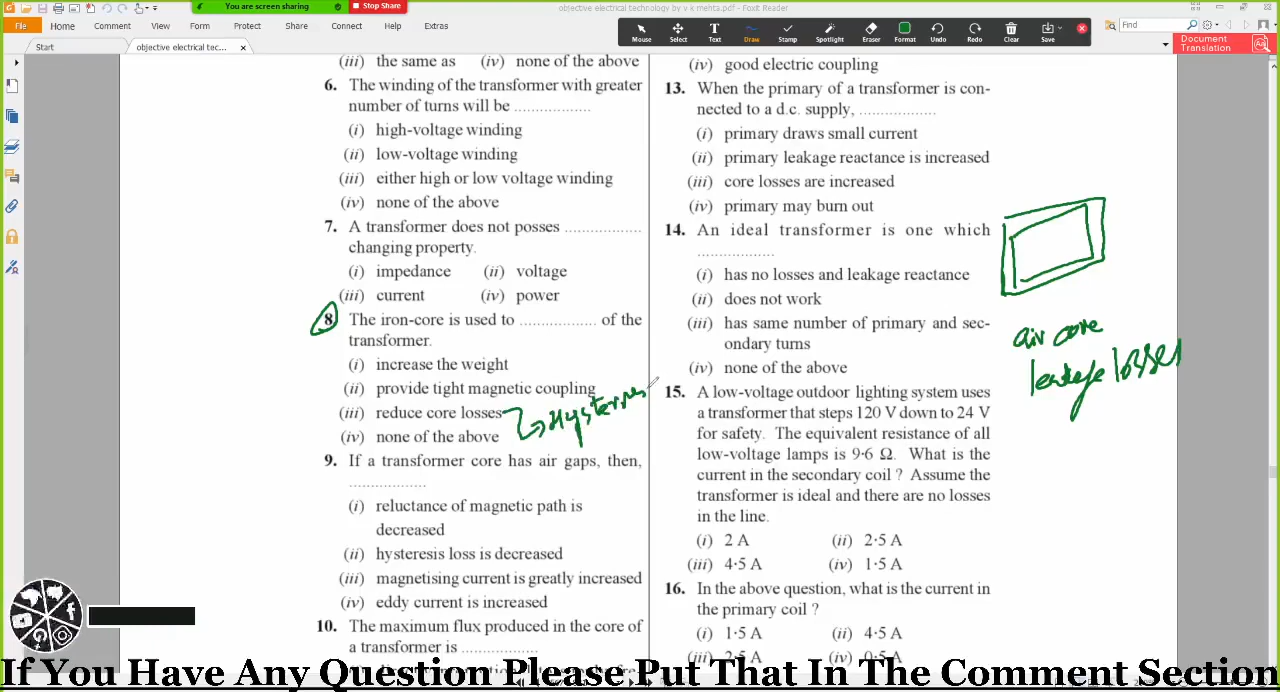 objective electrical technology by v k mehta.pdf - Foxit Reader
You are screen sharing
Stop Share
File Home Comment View Form Protect Share Connect Help Extras
Mouse Select Text Draw Stamp Spotlight Eraser Format Undo Redo Clear Save
Find
Start
objective electrical tec...
Document Translation
(iii) the same as (iv) none of the above
6. The winding of the transformer with greater
number of turns will be ..................
(i) high-voltage winding
(ii) low-voltage winding
(iii) either high or low voltage winding
(iv) none of the above
7. A transformer does not posses ..................
changing property.
(i) impedance (ii) voltage
(iii) current (iv) power
8. The iron-core is used to .................. of the
transformer.
(i) increase the weight
(ii) provide tight magnetic coupling
(iii) reduce core losses
(iv) none of the above
Hysteresis
9. If a transformer core has air gaps, then,
..................
(i) reluctance of magnetic path is
decreased
(ii) hysteresis loss is decreased
(iii) magnetising current is greatly increased
(iv) eddy current is increased
10. The maximum flux produced in the core of
a transformer is ..................
(iv) good electric coupling
13. When the primary of a transformer is con-
nected to a d.c. supply, ..................
(i) primary draws small current
(ii) primary leakage reactance is increased
(iii) core losses are increased
(iv) primary may burn out
14. An ideal transformer is one which
..................
(i) has no losses and leakage reactance
(ii) does not work
(iii) has same number of primary and sec-
ondary turns
(iv) none of the above
15. A low-voltage outdoor lighting system uses
a transformer that steps 120 V down to 24 V
for safety. The equivalent resistance of all
low-voltage lamps is 9·6 Ω. What is the
current in the secondary coil ? Assume the
transformer is ideal and there are no losses
in the line.
(i) 2 A (ii) 2·5 A
(iii) 4·5 A (iv) 1·5 A
16. In the above question, what is the current in
the primary coil ?
(i) 1·5 A (ii) 4·5 A
(iii) 2·5 A (iv) 0·5 A
air core
leakage losses
If You Have Any Question Please Put That In The Comment Section